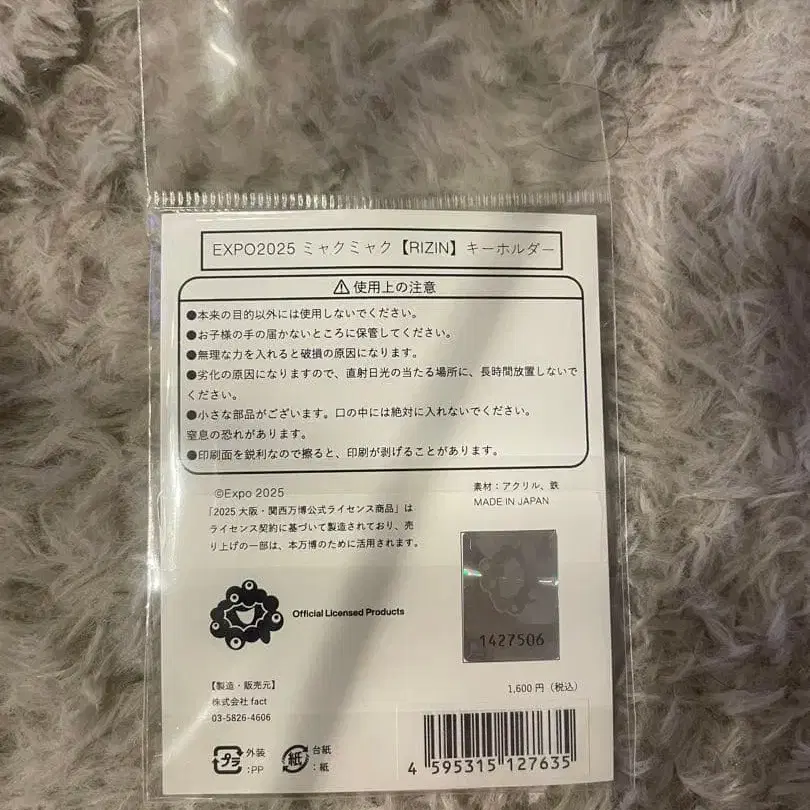 EXPO2025 ミャクミャク【RIZIN】キーホルダー
⚠使用上の注意
●本来の目的以外には使用しないでください。
●お子様の手の届かないところに保管してください。
●無理な力を入れると破損の原因になります。
●劣化の原因になりますので、直射日光の当たる場所に、長時間放置しないで
ください。
●小さな部品がございます。口の中には絶対に入れないでください。
窒息の恐れがあります。
●印刷面を鋭利なので擦ると、印刷が剥げることがあります。
©Expo 2025
「2025 大阪・関西万博公式ライセンス商品」は
ライセンス契約に基づいて製造されており、売
り上げの一部は、本万博のために活用されます。
素材：アクリル、鉄
MADE IN JAPAN
Official Licensed Products
1427506
【製造・販売元】
株式会社 fact
03-5826-4606
1,600円（税込）
プラ 外装
:PP
紙 台紙
:紙
4 595315 127635